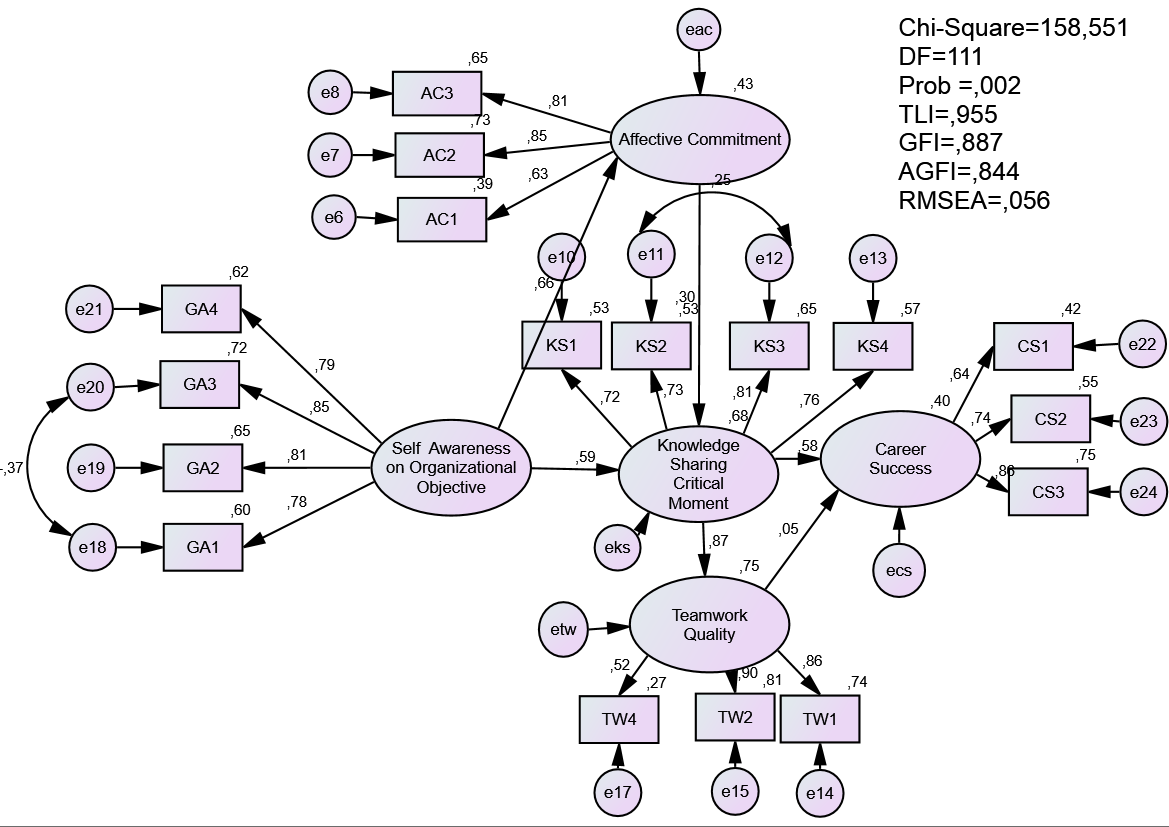 eac
Chi-Square=158,551
DF=111
Prob =,002
TLI=,955
GFI=,887
AGFI=,844
RMSEA=,056
,65
,43
e8
AC3
,81
,73
e7
AC2
,85
Affective Commitment
,39
,63
,25
e6
AC1
e10
e11
e12
e13
,66
,30
,62
,53
,53
,65
,57
,42
e21
GA4
KS1
KS2
KS3
KS4
CS1
e22
,72
,79
,64
,55
e20
GA3
,85
,72
,73
,81
,76
,40
,74
CS2
e23
,68
,65
,81
Self Awareness
on Organizational
Objective
,59
Knowledge
Sharing
Critical
Moment
,58
Career
Success
,75
e19
GA2
,86
CS3
e24
-,37
,60
,78
e18
GA1
eks
,87
,05
ecs
,75
etw
Teamwork
Quality
,52
,27
,90
,81
,86
,74
TW4
TW2
TW1
e17
e15
e14